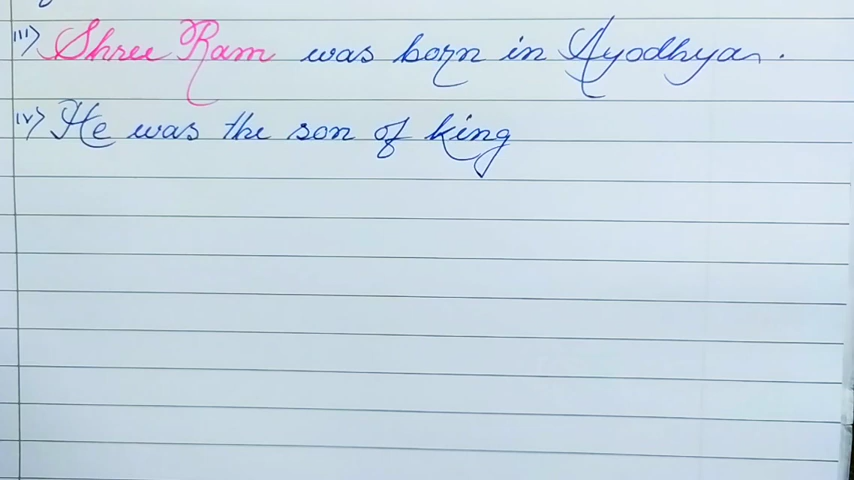 iii) Shree Ram was born in Ayodhya.
iv) He was the son of king